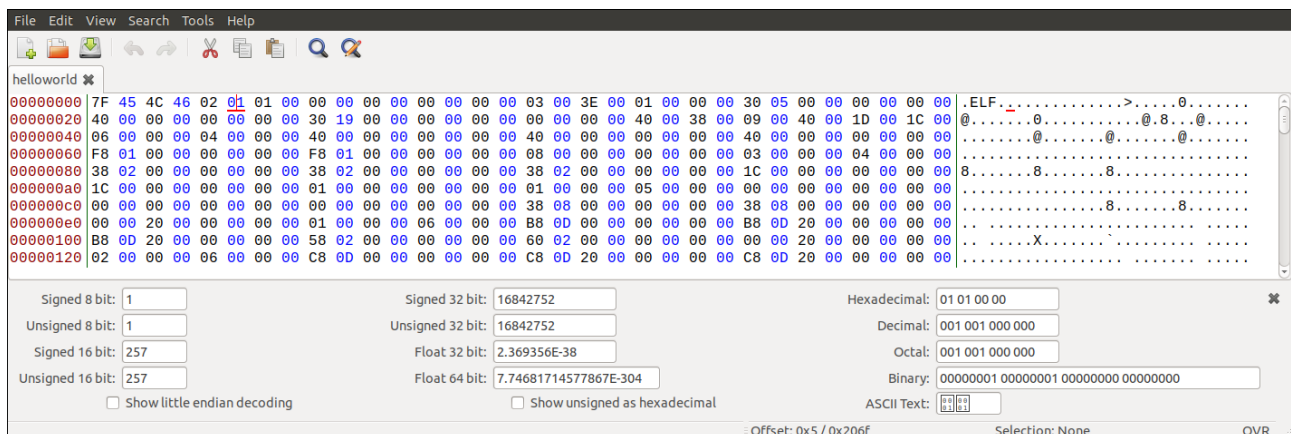 File Edit View Search Tools Help
helloworld ✖
00000000 7F 45 4C 46 02 01 01 00 00 00 00 00 00 00 00 00 03 00 3E 00 01 00 00 00 30 05 00 00 00 00 00 00 .ELF..............>.....0.......
00000020 40 00 00 00 00 00 00 00 30 19 00 00 00 00 00 00 00 00 00 00 40 00 38 00 09 00 40 00 1D 00 1C 00 @.......0...........@.8...@.....
00000040 06 00 00 00 04 00 00 00 40 00 00 00 00 00 00 00 40 00 00 00 00 00 00 00 40 00 00 00 00 00 00 00 ........@.......@.......@.......
00000060 F8 01 00 00 00 00 00 00 F8 01 00 00 00 00 00 00 08 00 00 00 00 00 00 00 03 00 00 00 04 00 00 00 ................................
00000080 38 02 00 00 00 00 00 00 38 02 00 00 00 00 00 00 38 02 00 00 00 00 00 00 1C 00 00 00 00 00 00 00 8.......8.......8...............
000000a0 1C 00 00 00 00 00 00 00 01 00 00 00 00 00 00 00 01 00 00 00 05 00 00 00 00 00 00 00 00 00 00 00 ................................
000000c0 00 00 00 00 00 00 00 00 00 00 00 00 00 00 00 00 38 08 00 00 00 00 00 00 38 08 00 00 00 00 00 00 ................8.......8.......
000000e0 00 00 20 00 00 00 00 00 01 00 00 00 06 00 00 00 B8 0D 00 00 00 00 00 00 B8 0D 20 00 00 00 00 00 .. ....................... .....
00000100 B8 0D 20 00 00 00 00 00 58 02 00 00 00 00 00 00 60 02 00 00 00 00 00 00 00 00 20 00 00 00 00 00 .. .....X.......`......... .....
00000120 02 00 00 00 06 00 00 00 C8 0D 00 00 00 00 00 00 C8 0D 20 00 00 00 00 00 C8 0D 20 00 00 00 00 00 .................. ....... .....
Signed 8 bit: 1 Signed 32 bit: 16842752 Hexadecimal: 01 01 00 00
Unsigned 8 bit: 1 Unsigned 32 bit: 16842752 Decimal: 001 001 000 000
Signed 16 bit: 257 Float 32 bit: 2.369356E-38 Octal: 001 001 000 000
Unsigned 16 bit: 257 Float 64 bit: 7.74681714577867E-304 Binary: 00000001 00000001 00000000 00000000
Show little endian decoding Show unsigned as hexadecimal ASCII Text: 00 01 00 01
Offset: 0x5 / 0x206f Selection: None OVR